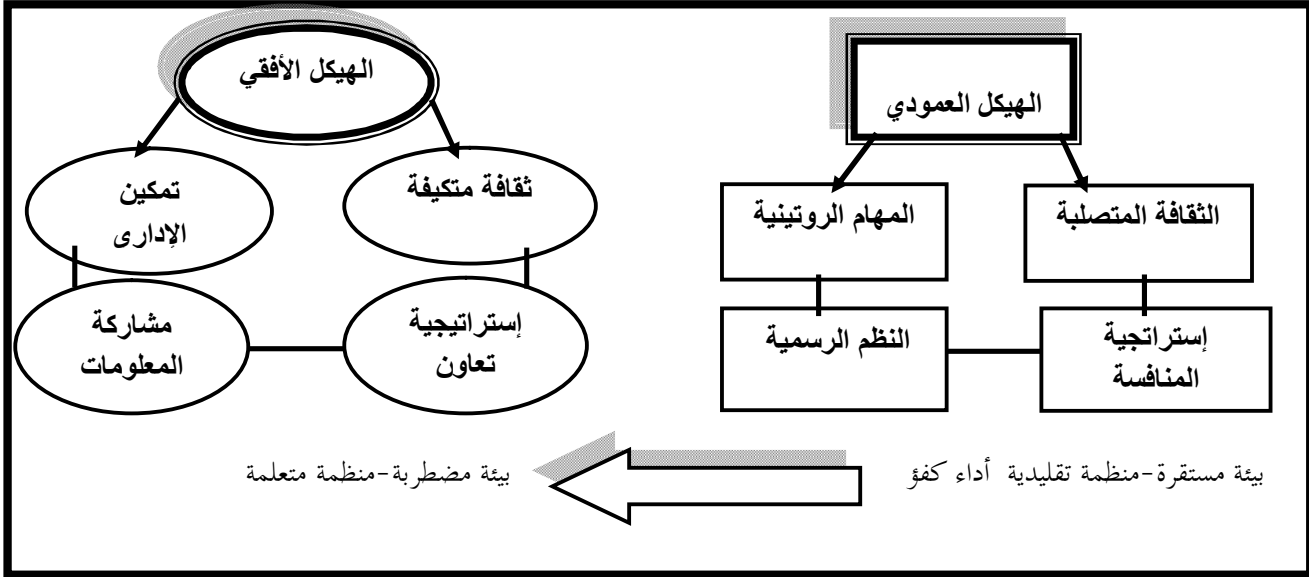 الهيكل العمودي
الثقافة المتصلبة
المهام الروتينية
إستراتجية
المنافسة
النظم الرسمية
بيئة مستقرة-منظمة تقليدية أداء كفؤ
الهيكل الأفقي
ثقافة متكيفة
تمكين
الإدارى
إستراتيجية
تعاون
مشاركة
المعلومات
بيئة مضطربة-منظمة متعلمة